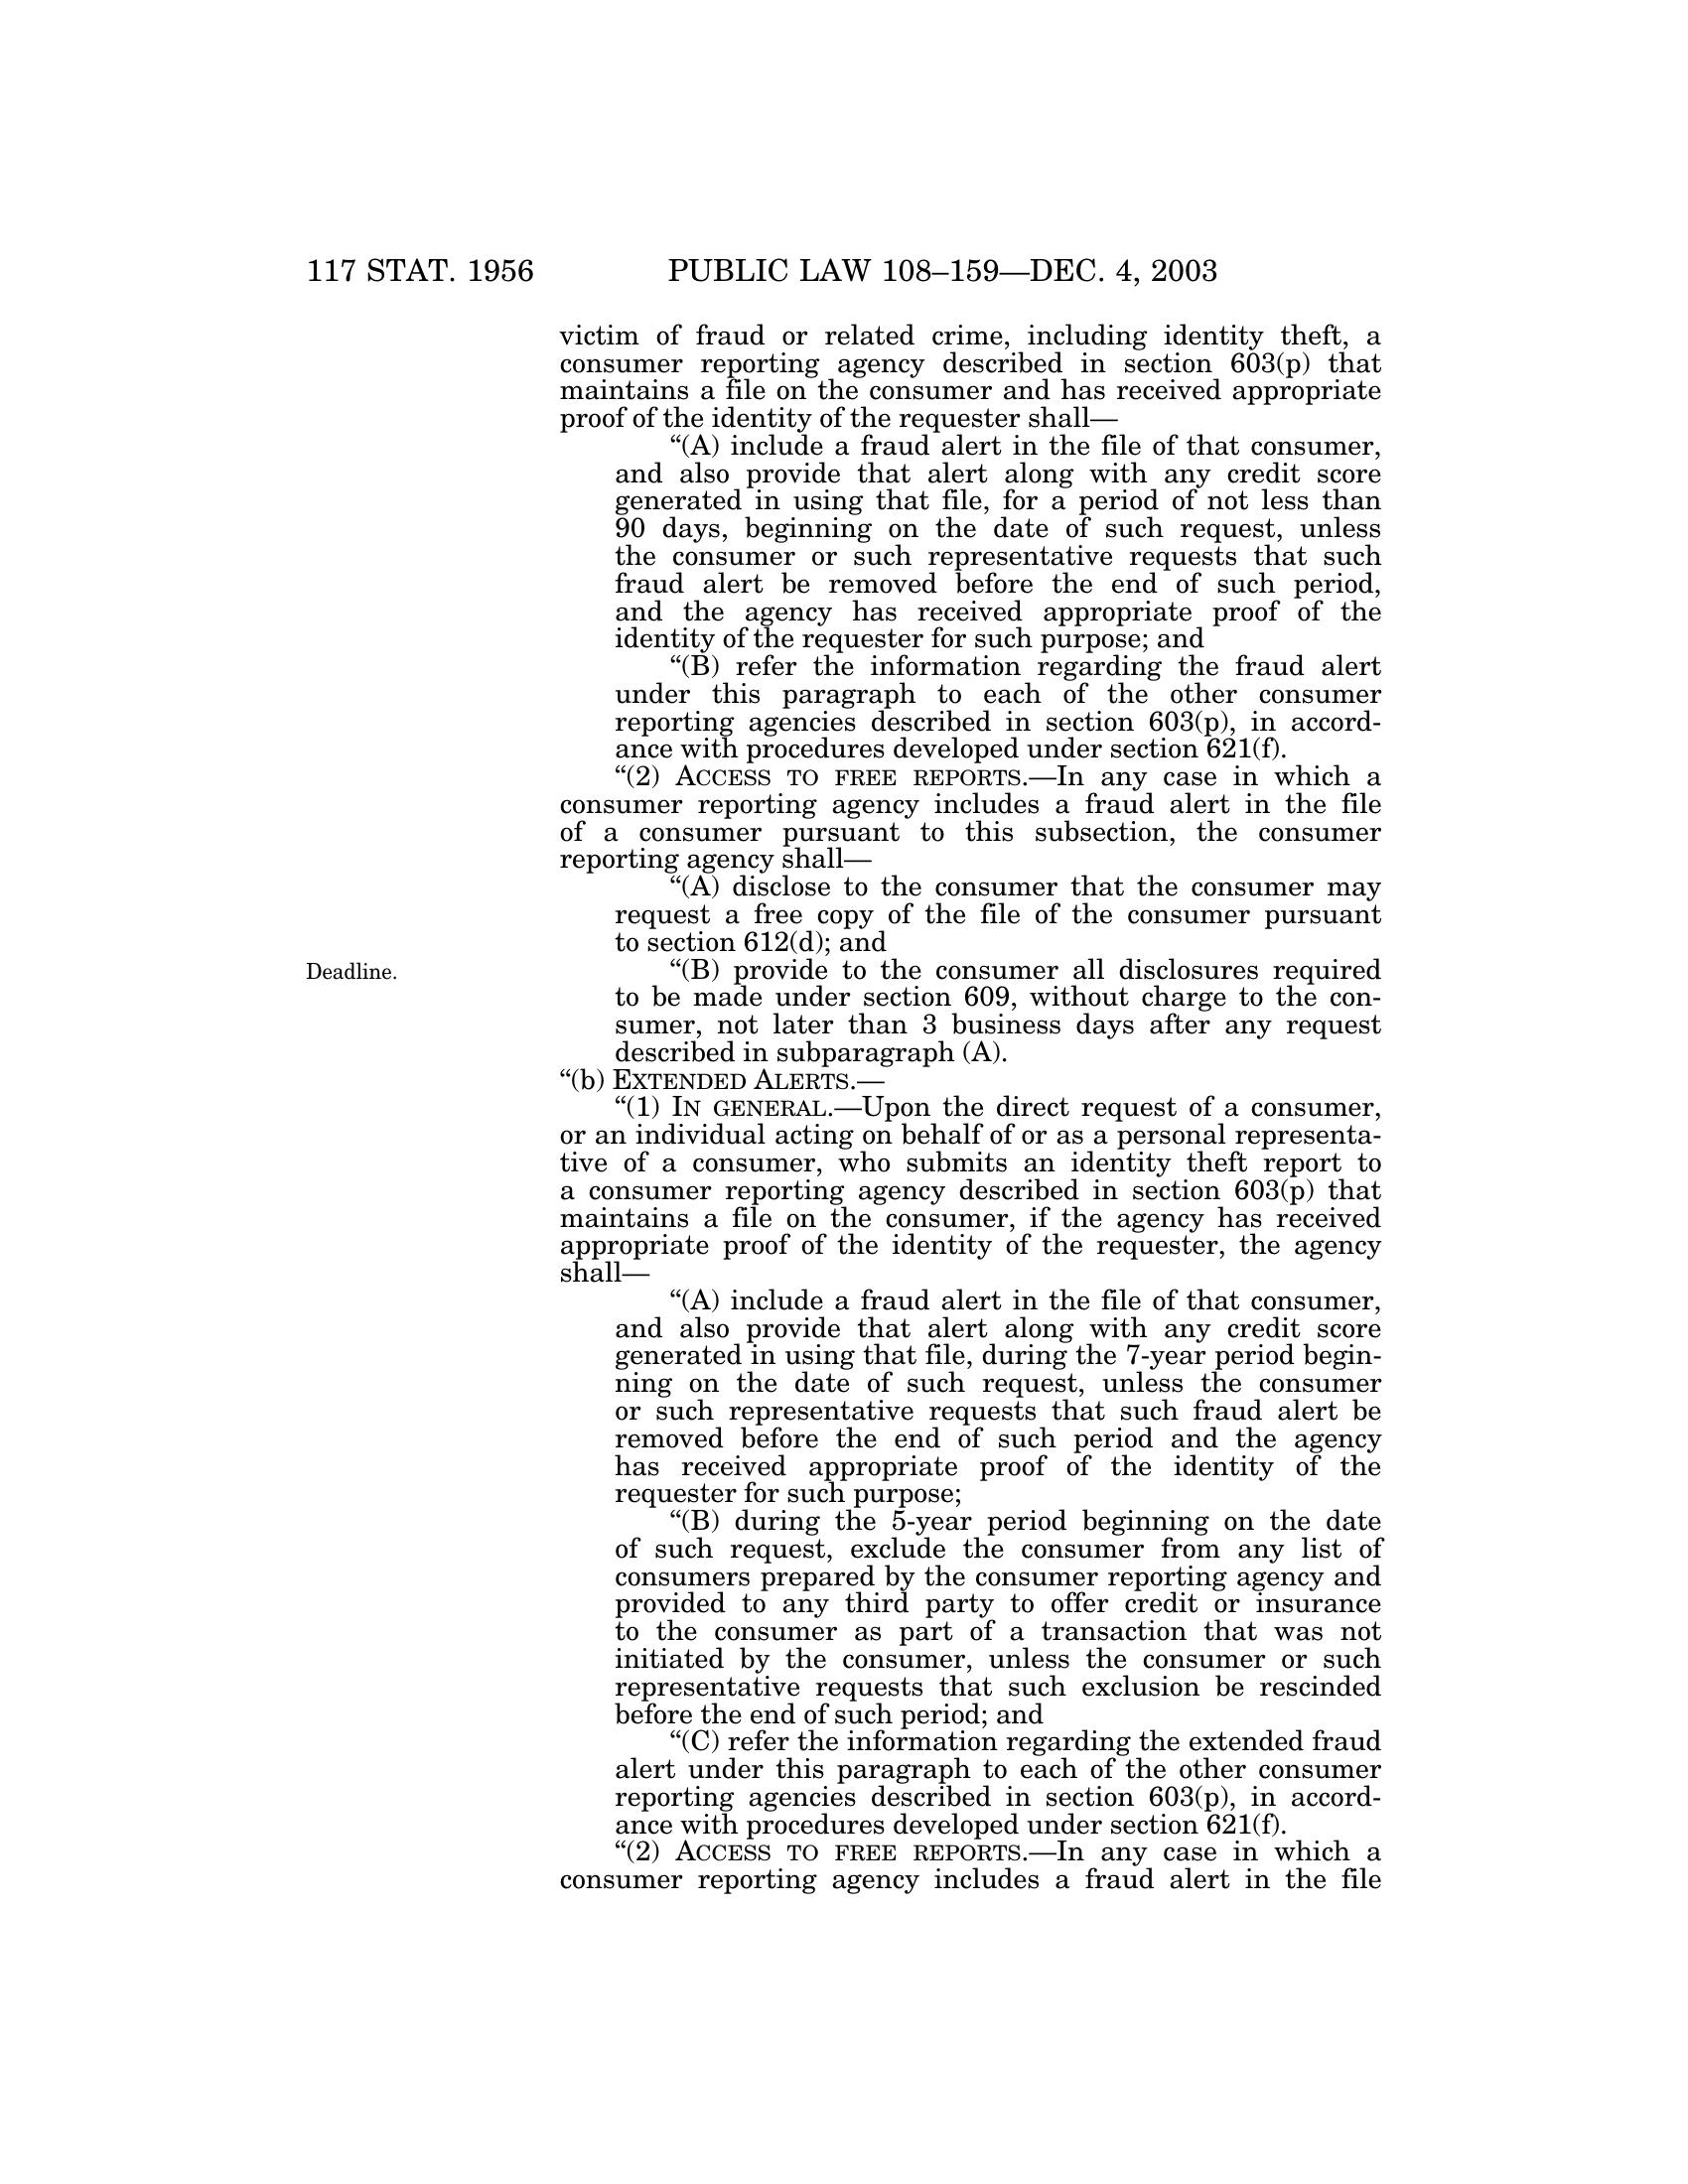 117 STAT. 1956 PUBLIC LAW 108–159—DEC. 4, 2003
victim of fraud or related crime, including identity theft, a
consumer reporting agency described in section 603(p) that
maintains a file on the consumer and has received appropriate
proof of the identity of the requester shall—
“(A) include a fraud alert in the file of that consumer,
and also provide that alert along with any credit score
generated in using that file, for a period of not less than
90 days, beginning on the date of such request, unless
the consumer or such representative requests that such
fraud alert be removed before the end of such period,
and the agency has received appropriate proof of the
identity of the requester for such purpose; and
“(B) refer the information regarding the fraud alert
under this paragraph to each of the other consumer
reporting agencies described in section 603(p), in accord-
ance with procedures developed under section 621(f).
“(2) ACCESS TO FREE REPORTS.—In any case in which a
consumer reporting agency includes a fraud alert in the file
of a consumer pursuant to this subsection, the consumer
reporting agency shall—
“(A) disclose to the consumer that the consumer may
request a free copy of the file of the consumer pursuant
to section 612(d); and
Deadline. “(B) provide to the consumer all disclosures required
to be made under section 609, without charge to the con-
sumer, not later than 3 business days after any request
described in subparagraph (A).
“(b) EXTENDED ALERTS.—
“(1) IN GENERAL.—Upon the direct request of a consumer,
or an individual acting on behalf of or as a personal representa-
tive of a consumer, who submits an identity theft report to
a consumer reporting agency described in section 603(p) that
maintains a file on the consumer, if the agency has received
appropriate proof of the identity of the requester, the agency
shall—
“(A) include a fraud alert in the file of that consumer,
and also provide that alert along with any credit score
generated in using that file, during the 7-year period begin-
ning on the date of such request, unless the consumer
or such representative requests that such fraud alert be
removed before the end of such period and the agency
has received appropriate proof of the identity of the
requester for such purpose;
“(B) during the 5-year period beginning on the date
of such request, exclude the consumer from any list of
consumers prepared by the consumer reporting agency and
provided to any third party to offer credit or insurance
to the consumer as part of a transaction that was not
initiated by the consumer, unless the consumer or such
representative requests that such exclusion be rescinded
before the end of such period; and
“(C) refer the information regarding the extended fraud
alert under this paragraph to each of the other consumer
reporting agencies described in section 603(p), in accord-
ance with procedures developed under section 621(f).
“(2) ACCESS TO FREE REPORTS.—In any case in which a
consumer reporting agency includes a fraud alert in the file